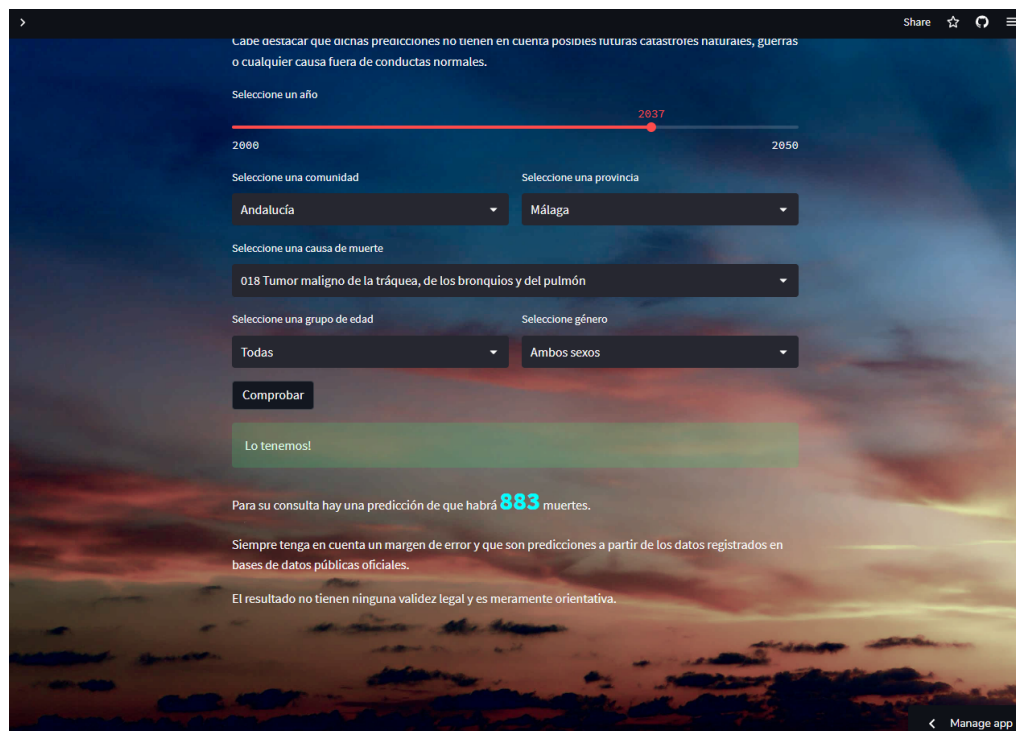 Share
Cabe destacar que dichas predicciones no tienen en cuenta posibles futuras catástrofes naturales, guerras
o cualquier causa fuera de conductas normales.
Seleccione un año
2037
2000 2050
Seleccione una comunidad Seleccione una provincia
Andalucía Málaga
Seleccione una causa de muerte
018 Tumor maligno de la tráquea, de los bronquios y del pulmón
Seleccione una grupo de edad Seleccione género
Todas Ambos sexos
Comprobar
Lo tenemos!
Para su consulta hay una predicción de que habrá 883 muertes.
Siempre tenga en cuenta un margen de error y que son predicciones a partir de los datos registrados en
bases de datos públicas oficiales.
El resultado no tienen ninguna validez legal y es meramente orientativa.
Manage app